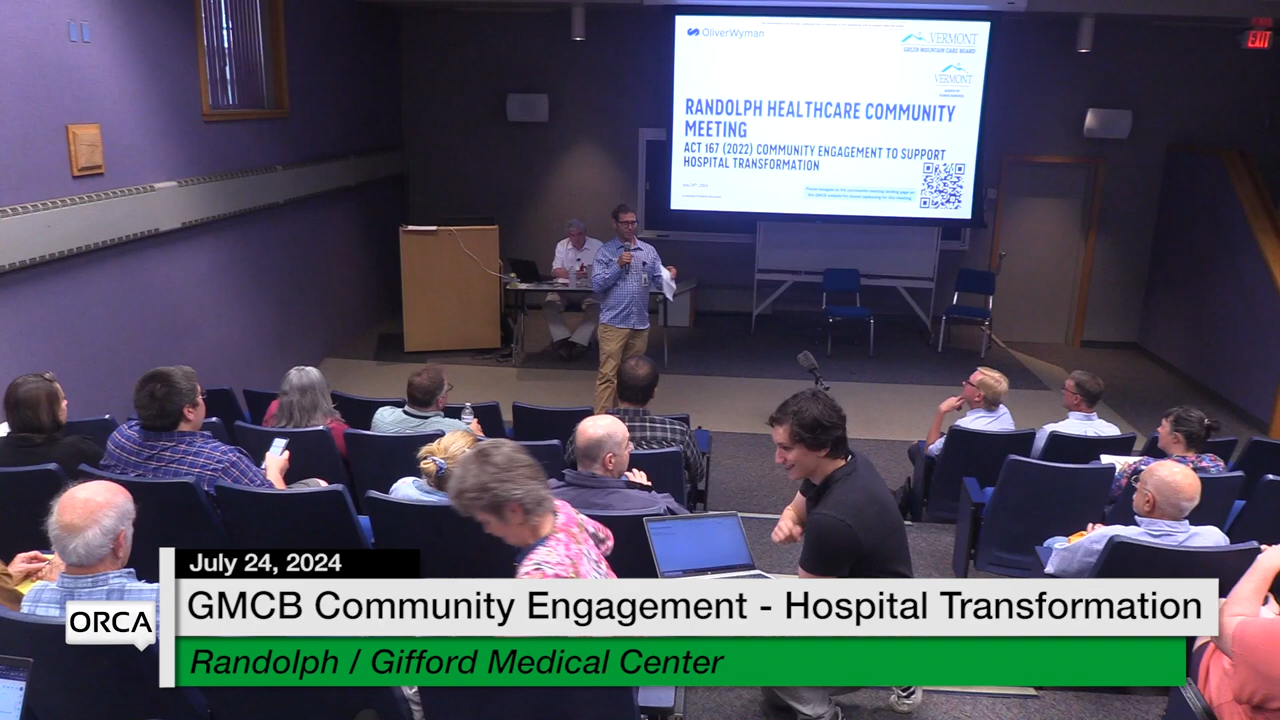 OliverWyman
VERMONT
GREEN MOUNTAIN CARE BOARD
VERMONT
EXIT
RANDOLPH HEALTHCARE COMMUNITY
MEETING
ACT 167 (2022) COMMUNITY ENGAGEMENT TO SUPPORT
HOSPITAL TRANSFORMATION
July 24, 2024
ORCA
GMCB Community Engagement - Hospital Transformation
Randolph / Gifford Medical Center